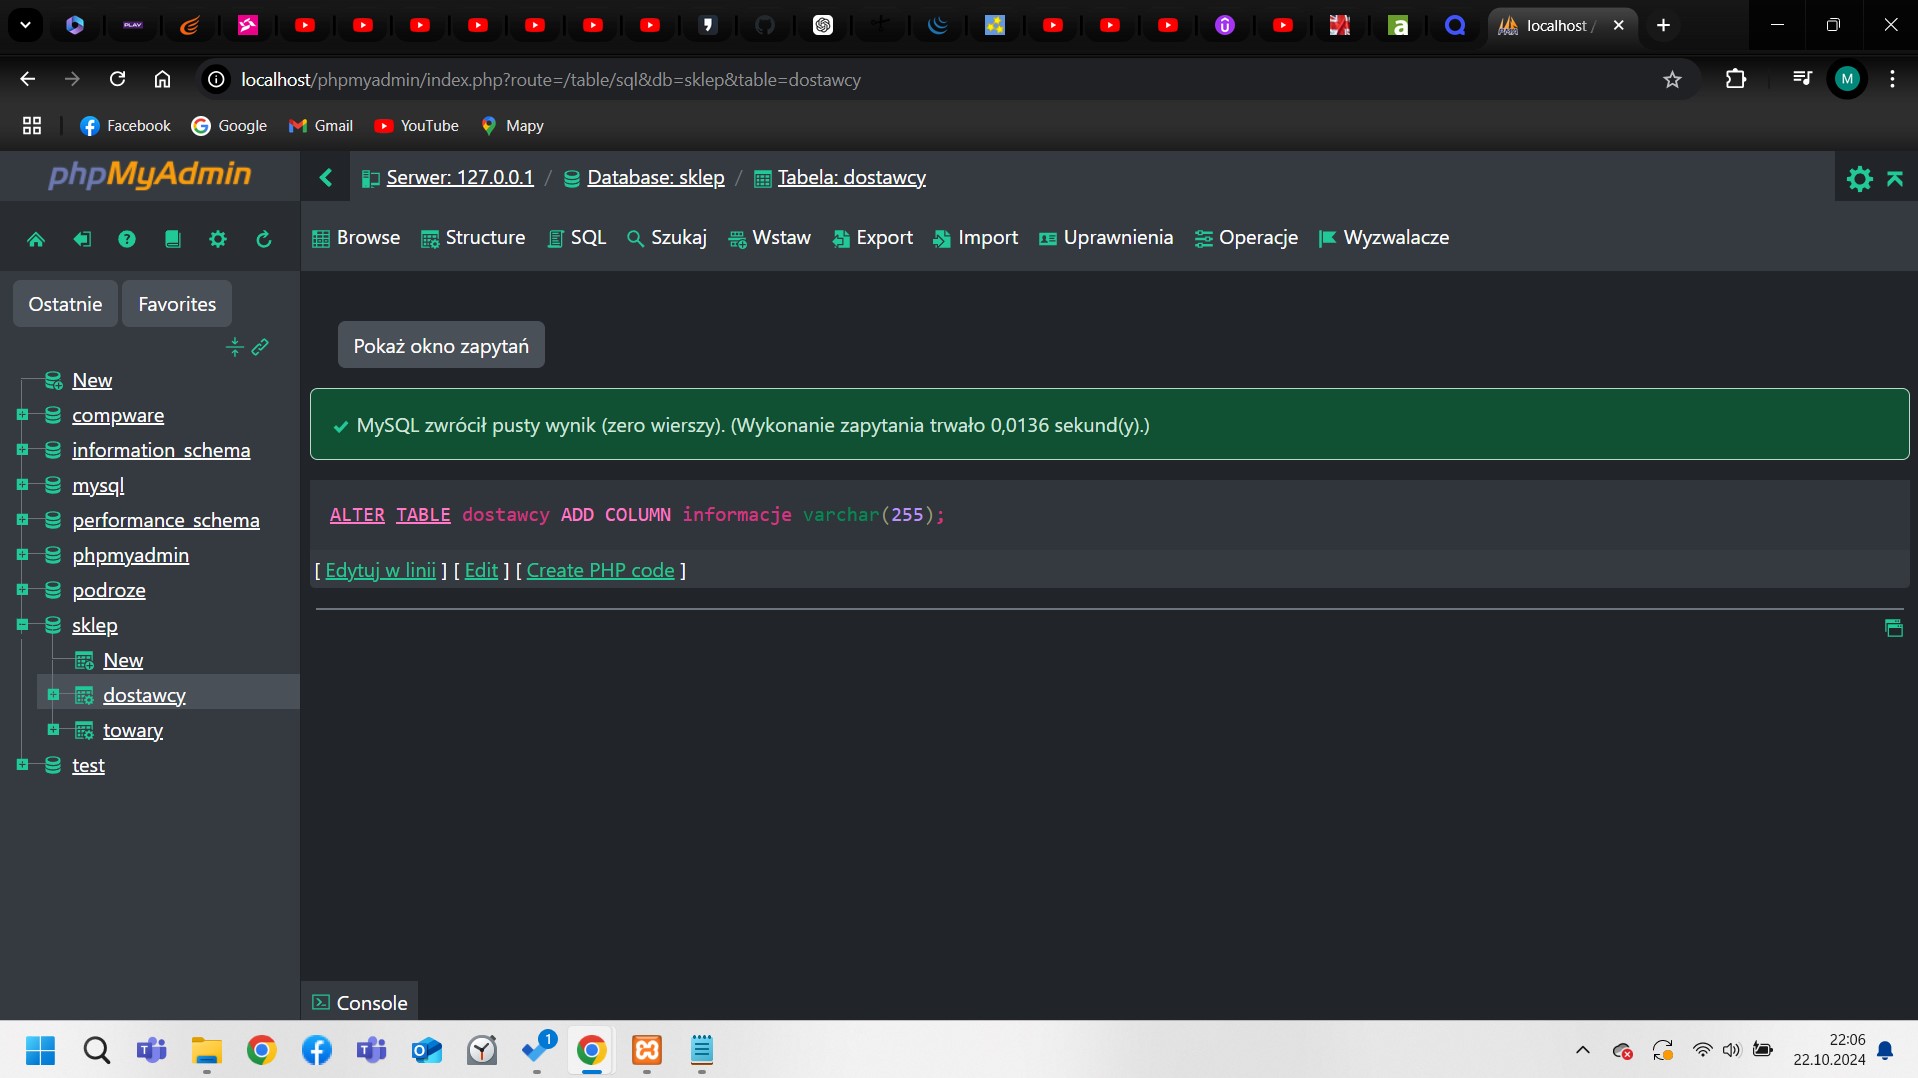 PLAY
localhost /
localhost/phpmyadmin/index.php?route=/table/sql&db=sklep&table=dostawcy
M
Facebook Google Gmail YouTube Mapy
phpMyAdmin
Serwer: 127.0.0.1 / Database: sklep / Tabela: dostawcy
Browse Structure SQL Szukaj Wstaw Export Import Uprawnienia Operacje Wyzwalacze
Ostatnie Favorites
New
compware
information_schema
mysql
performance_schema
phpmyadmin
podroze
sklep
New
dostawcy
towary
test
Pokaż okno zapytań
MySQL zwrócił pusty wynik (zero wierszy). (Wykonanie zapytania trwało 0,0136 sekund(y).)
ALTER TABLE dostawcy ADD COLUMN informacje varchar(255);
[ Edytuj w linii ] [ Edit ] [ Create PHP code ]
Console
1
22:06
22.10.2024